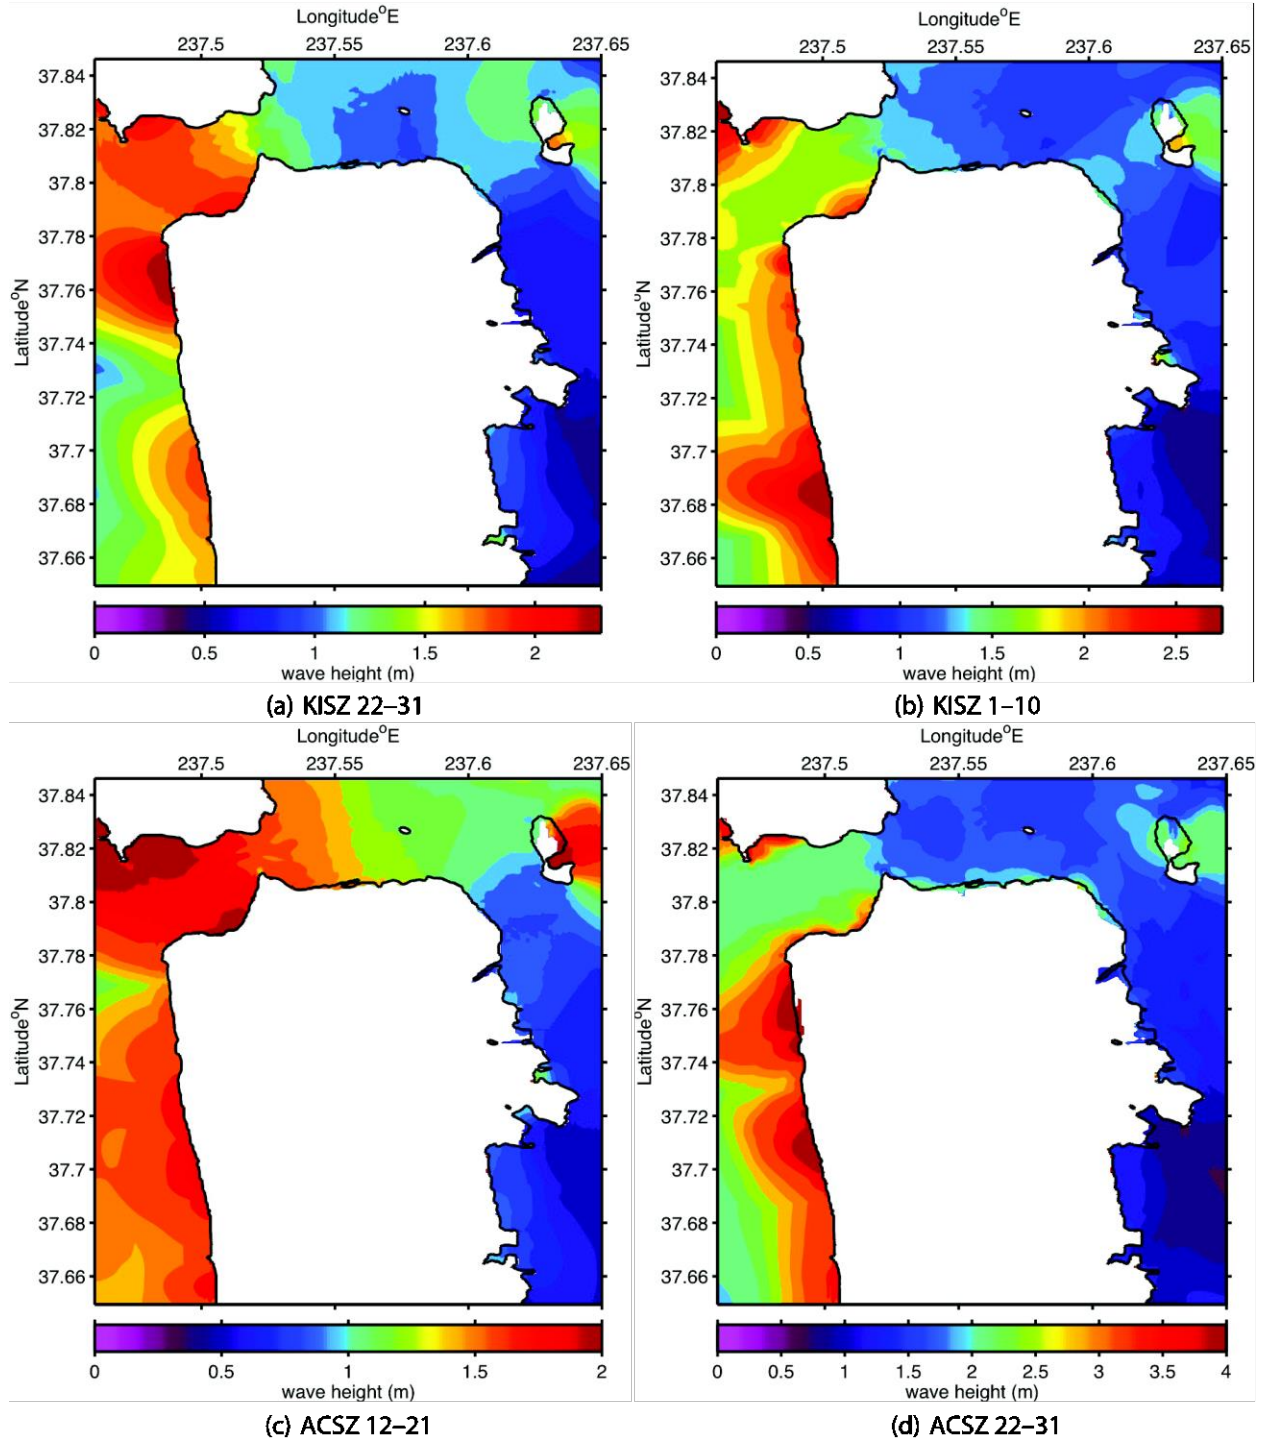 Longitude°E
237.5 237.55 237.6 237.65
37.84
37.82
37.8
37.78
37.76
37.74
37.72
37.7
37.68
37.66
Latitude°N
0 0.5 1 1.5 2
wave height (m)
(a) KISZ 22–31
Longitude°E
237.5 237.55 237.6 237.65
37.84
37.82
37.8
37.78
37.76
37.74
37.72
37.7
37.68
37.66
Latitude°N
0 0.5 1 1.5 2 2.5
wave height (m)
(b) KISZ 1–10
Longitude°E
237.5 237.55 237.6 237.65
37.84
37.82
37.8
37.78
37.76
37.74
37.72
37.7
37.68
37.66
Latitude°N
0 0.5 1 1.5 2
wave height (m)
(c) ACSZ 12–21
Longitude°E
237.5 237.55 237.6 237.65
37.84
37.82
37.8
37.78
37.76
37.74
37.72
37.7
37.68
37.66
Latitude°N
0 0.5 1 1.5 2 2.5 3 3.5 4
wave height (m)
(d) ACSZ 22–31